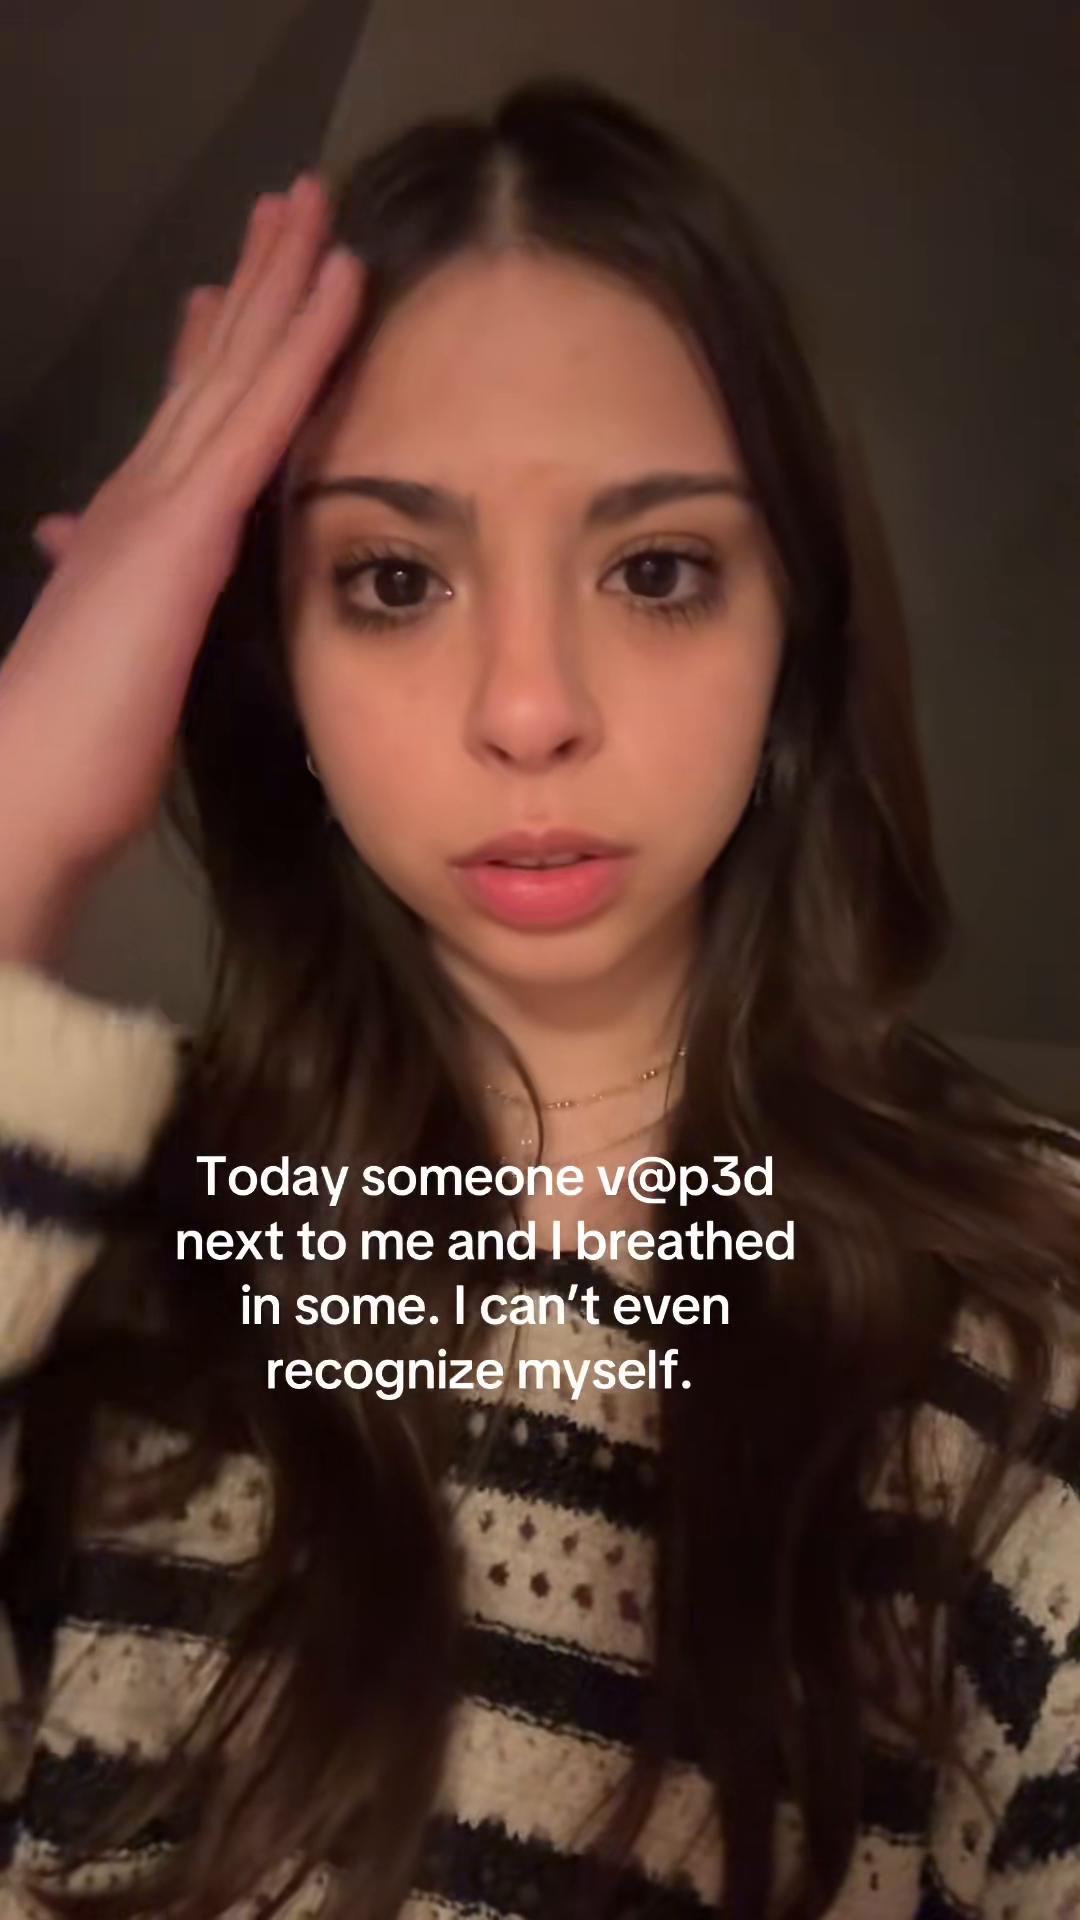 Today someone v@p3d
next to me and I breathed
in some. I can’t even
recognize myself.